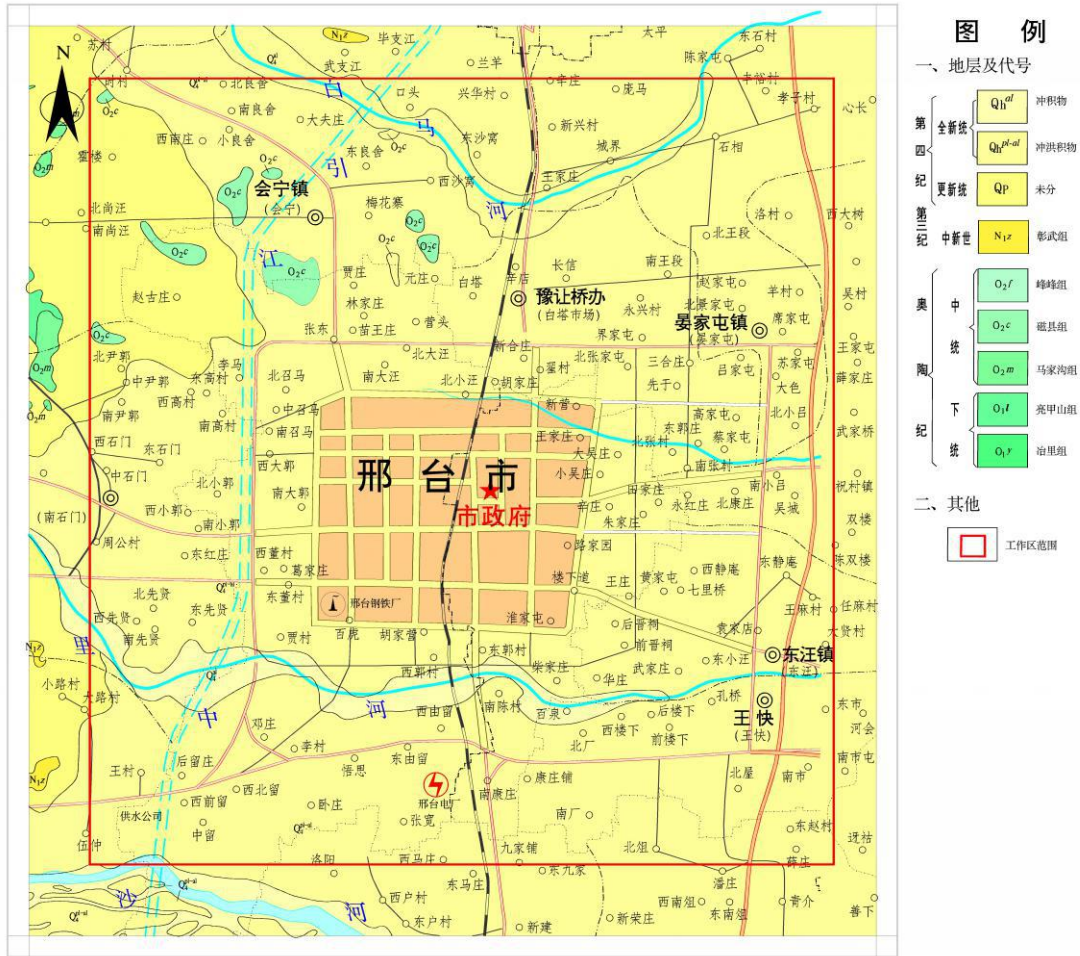 图 例
一、地层及代号
第四纪
全新统
Qh^al 冲积物
Qh^pl-al 冲洪积物
更新统
Qp 未分
第三纪
中新世
N₁z 彰武组
奥陶纪
中统
O₂f 峰峰组
O₂c 磁县组
O₂m 马家沟组
下统
O₁l 亮甲山组
O₁y 冶里组
二、其他
工作区范围
N
苏村
毕支江
武支江
兰羊
太平
东石村
陈家屯
时村
北良舍
口头
兴华村
辛庄
庞马
丰裕村
孝子村
心长
南良舍
大夫庄
白马河
新兴村
西南庄
小良舍
东沙窝
城界
石相
霍楼
东良舍
王家庄
会宁镇
(会宁)
西沙窝
引江
梅花寨
洛村
西大树
北尚汪
南尚汪
北王段
贾庄
元庄
白塔
辛店
长信
南王段
赵家屯
羊村
吴村
赵古庄
林家庄
豫让桥办
(白塔市场)
永兴村
北景家屯
席家屯
张东
苗王庄
营头
界家屯
晏家屯镇
(晏家屯)
北尹郭
李马
北大汪
新合庄
北张家屯
三合庄
吕家屯
王家屯
中尹郭
东高村
北召马
南大汪
北小汪
胡家庄
翟村
先于
苏家屯
薛家庄
西高村
中召马
新营
大色
南尹郭
南高村
南召马
高家屯
北小吕
西石门
东石门
王家庄
北张村
东郭庄
蔡家屯
武家桥
西大郭
大吴庄
中石门
邢台市
小吴庄
南张村
北小郭
南大郭
田家庄
南小吕
祝村镇
(南石门)
西小郭
市政府
辛庄
永红庄
北康庄
吴城
南小郭
朱家庄
双楼
周公村
东红庄
西董村
路家园
西静庵
东静庵
陈双楼
葛家庄
楼下道
王庄
黄家屯
七里桥
北先贤
东董村
邢台钢铁厂
王麻村
任麻村
西先贤
东先贤
淮家屯
后晋祠
袁家店
大贤村
南先贤
贾村
百虎
胡家营
前晋祠
东汪镇
(东汪)
里
东郭村
西郭村
柴家庄
武家庄
东小汪
小路村
大路村
华庄
中
河
南陈村
百泉
后楼下
孔桥
东市
邓庄
西由留
西楼下
王快
(王快)
河会
李村
北厂
前楼下
后留庄
悟思
东由留
南市屯
王村
康庄铺
北屋
南市
西北留
南康庄
西前留
邢台电厂
卧庄
供水公司
张宽
南厂
中留
东赵村
伍仲
九家铺
北俎
迓祜
洛阳
西马庄
薛庄
东九家
东马庄
潘庄
沙河
西户村
西南俎
青介
东南俎
善下
东户村
新荣庄
新建